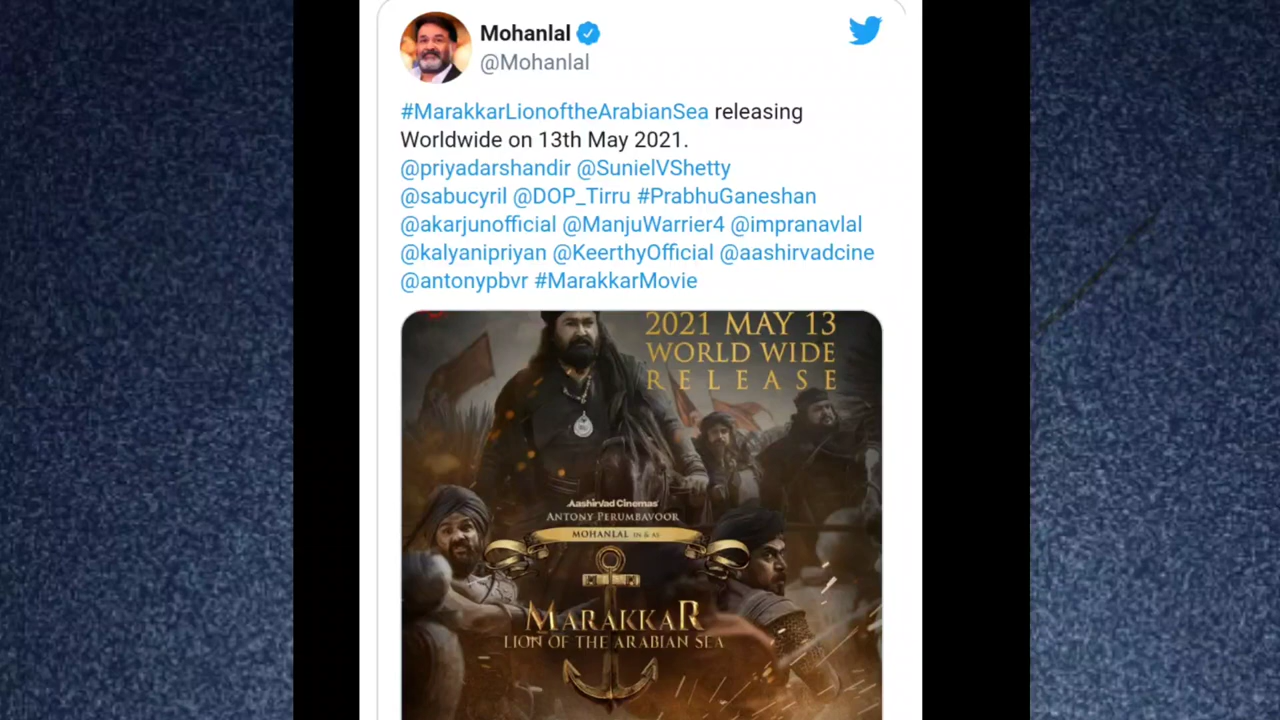 Mohanlal
@Mohanlal
#MarakkarLionoftheArabianSea releasing
Worldwide on 13th May 2021.
@priyadarshandir @SunielVShetty
@sabucyril @DOP_Tirru #PrabhuGaneshan
@akarjunofficial @ManjuWarrier4 @impranavlal
@kalyanipriyan @KeerthyOfficial @aashirvadcine
@antonypbvr #MarakkarMovie
2021 MAY 13
WORLD WIDE
RELEASE
Aashirvad Cinemas
ANTONY PERUMBAVOOR
MOHANLAL IN & AS
MARAKKAR
LION OF THE ARABIAN SEA